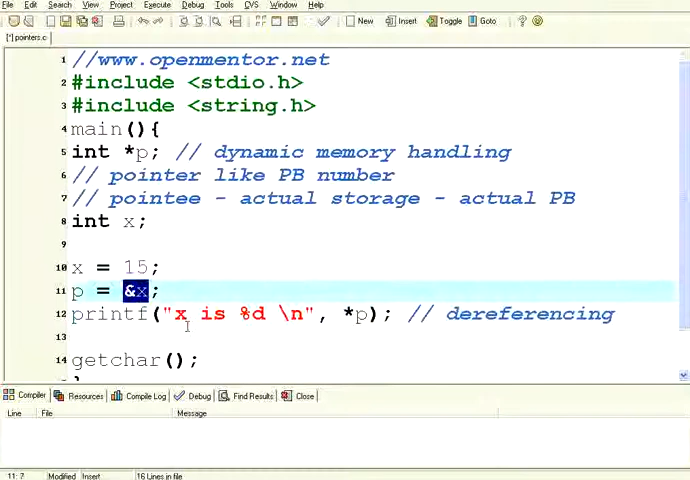 File Edit Search View Project Execute Debug Tools CVS Window Help
New Insert Toggle Goto
[*] pointers.c
1 //www.openmentor.net
2 #include <stdio.h>
3 #include <string.h>
4 main(){
5 int *p; // dynamic memory handling
6 // pointer like PB number
7 // pointee - actual storage - actual PB
8 int x;
9
10 x = 15;
11 p = &x;
12 printf("x is %d \n", *p); // dereferencing
13
14 getchar();
}
Compiler Resources Compile Log Debug Find Results Close
Line File Message
11: 7 Modified Insert 16 Lines in file